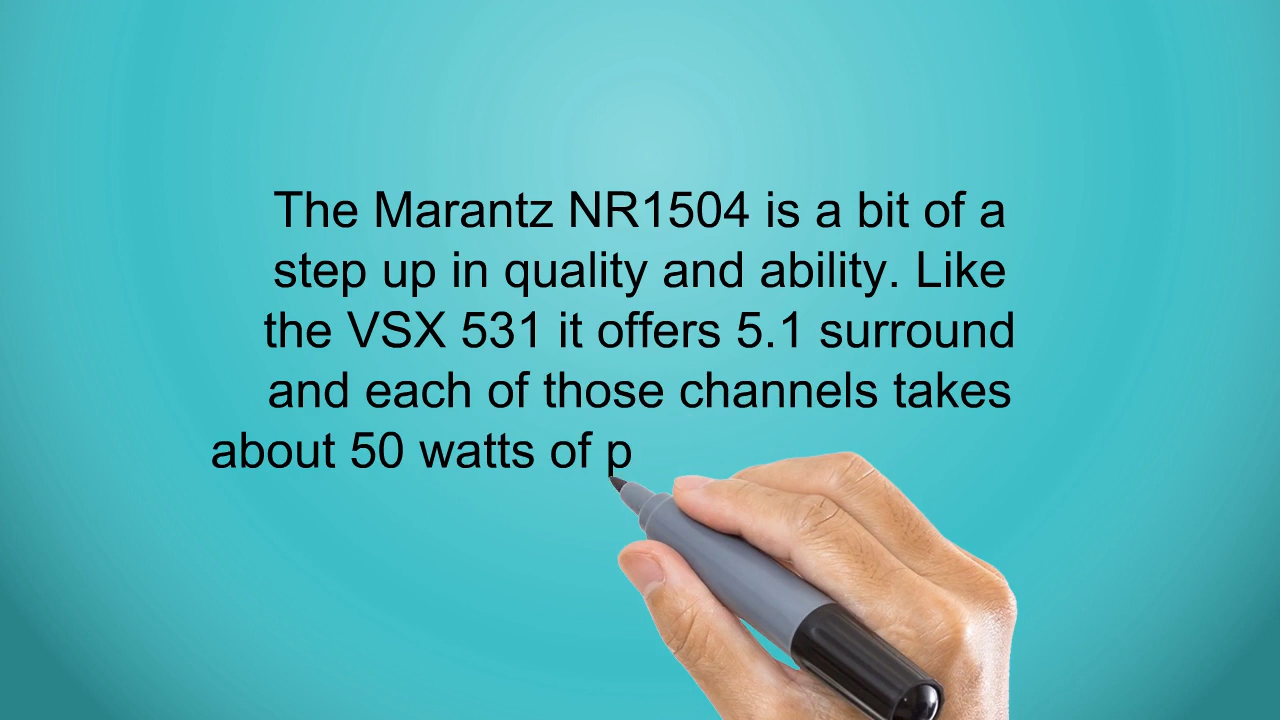 The Marantz NR1504 is a bit of a
step up in quality and ability. Like
the VSX 531 it offers 5.1 surround
and each of those channels takes
about 50 watts of p